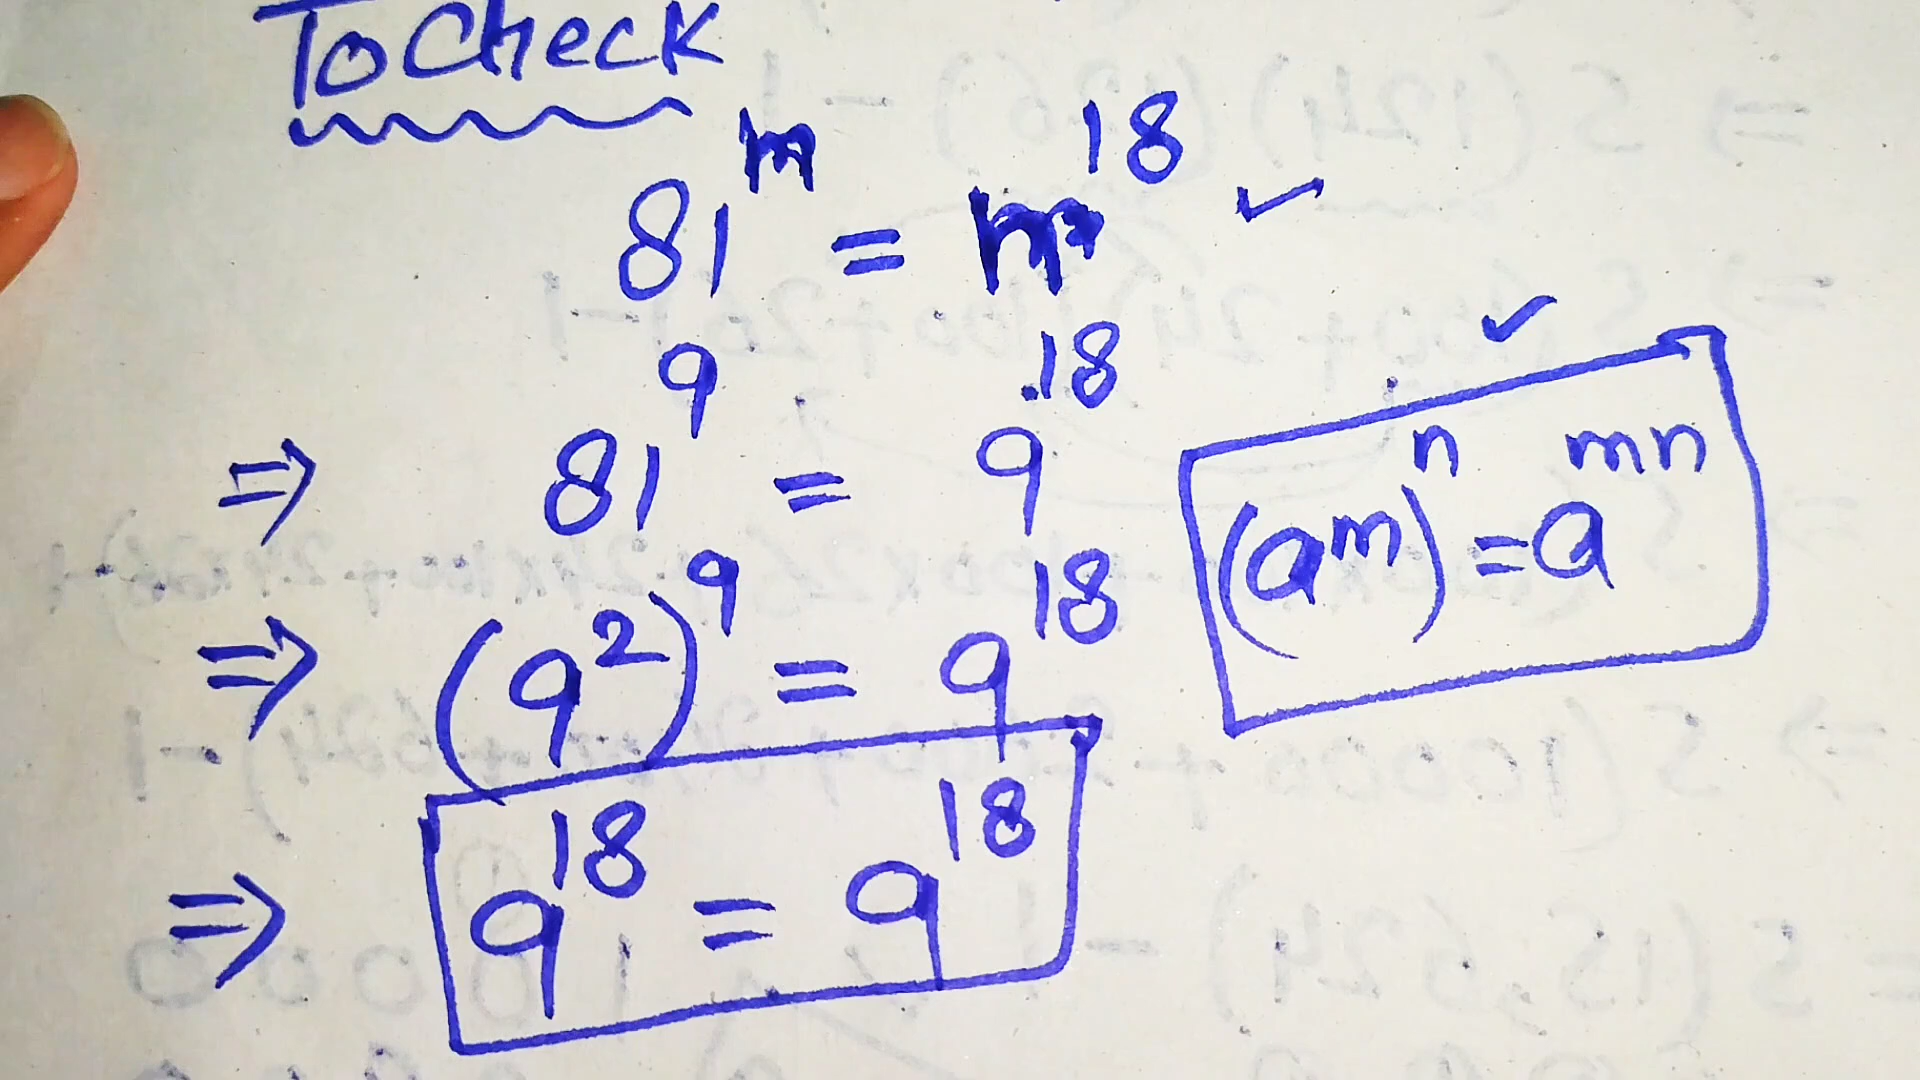 To Check
81^m = m^18 ✓
⇒ 81^9 = 9^18
✓
(a^m)^n = a^mn
⇒ (9^2)^9 = 9^18
⇒ 9^18 = 9^18